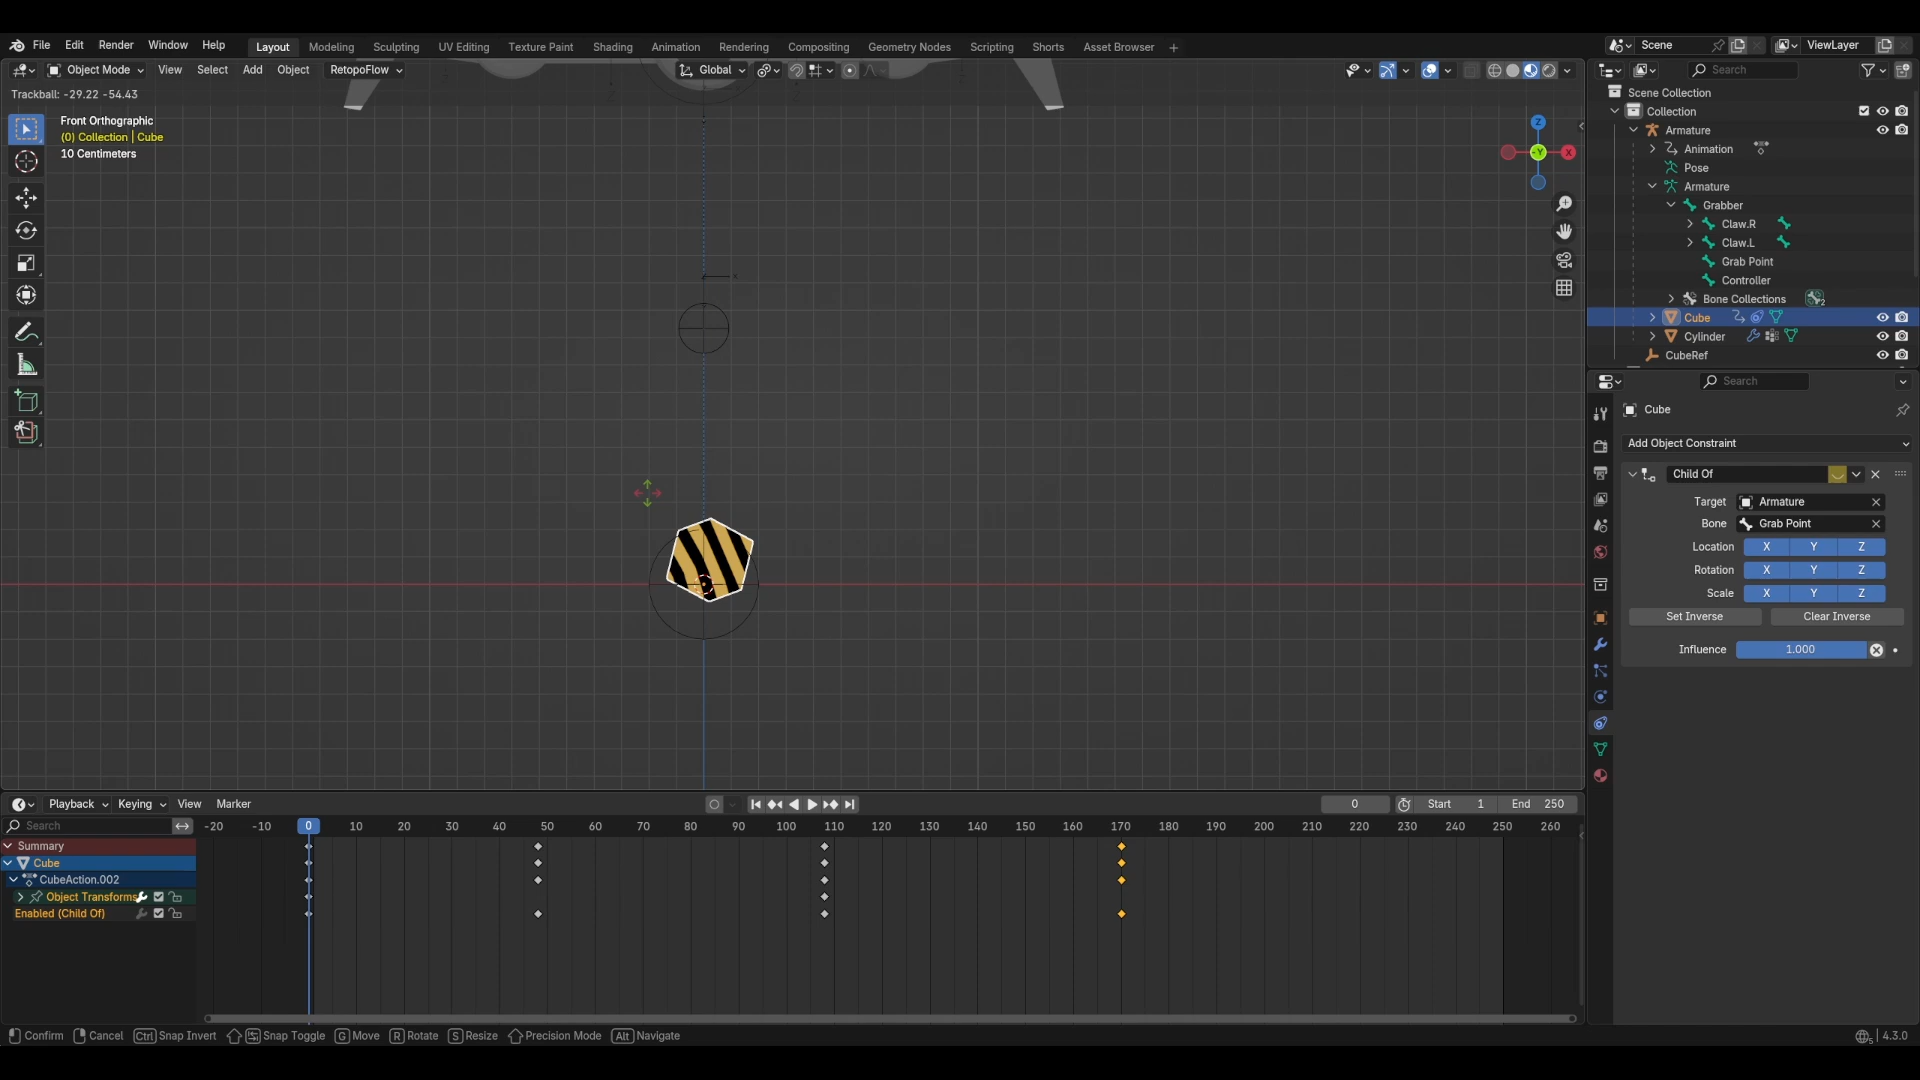 File Edit Render Window Help Layout Modeling Sculpting UV Editing Texture Paint Shading Animation Rendering Compositing Geometry Nodes Scripting Shorts Asset Browser + Scene ViewLayer
Object Mode View Select Add Object RetopoFlow Global Search
Trackball: -29.22 -54.43
Front Orthographic
(0) Collection | Cube
10 Centimeters
Z
-Y
X
Scene Collection
Collection
Armature
Animation
Pose
Armature
Grabber
Claw.R
Claw.L
Grab Point
Controller
Bone Collections 2
Cube
Cylinder
CubeRef
Search
Cube
Add Object Constraint
Child Of
Target Armature
Bone Grab Point
Location X Y Z
Rotation X Y Z
Scale X Y Z
Set Inverse Clear Inverse
Influence 1.000
Playback Keying View Marker 0 Start 1 End 250
Search -20 -10 0 10 20 30 40 50 60 70 80 90 100 110 120 130 140 150 160 170 180 190 200 210 220 230 240 250 260
Summary
Cube
CubeAction.002
Object Transforms
Enabled (Child Of)
Confirm Cancel Ctrl Snap Invert Snap Toggle G Move R Rotate S Resize Precision Mode Alt Navigate 5 4.3.0